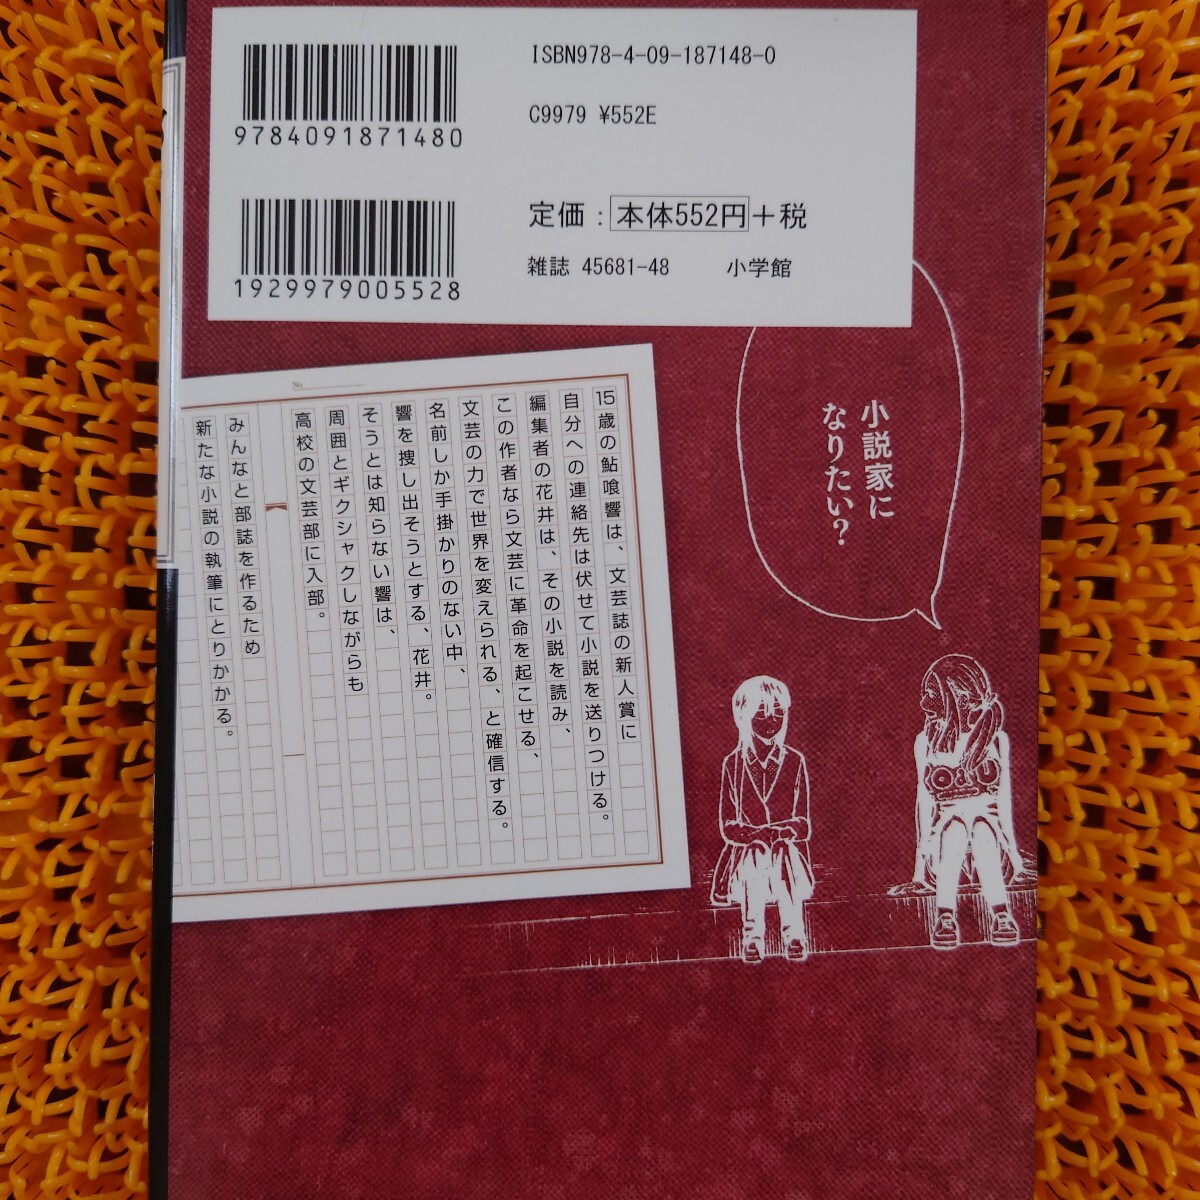 ISBN978-4-09-187148-0
9784091871480
C9979 ¥552E
定価：本体552円＋税
雑誌 45681-48 小学館
1929979005528
小説家に
なりたい？
No.
15歳の鮎喰響は、文芸誌の新人賞に
自分への連絡先は伏せて小説を送りつける。
編集者の花井は、その小説を読み、
この作者なら文芸に革命を起こせる、
文芸の力で世界を変えられる、と確信する。
名前しか手掛かりのない中、
響を捜し出そうとする、花井。
そうとは知らない響は、
周囲とギクシャクしながらも
高校の文芸部に入部。
みんなと部誌を作るため
新たな小説の執筆にとりかかる。